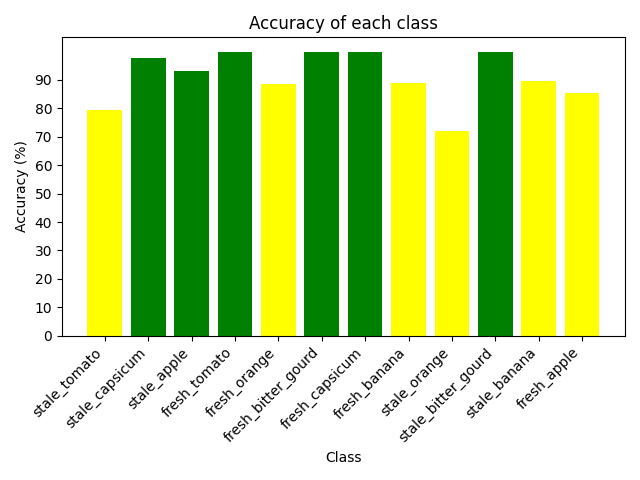 Accuracy of each class
Accuracy (%)
90
80
70
60
50
40
30
20
10
0
stale_tomato
stale_capsicum
stale_apple
fresh_tomato
fresh_orange
fresh_bitter_gourd
fresh_capsicum
fresh_banana
stale_orange
stale_bitter_gourd
stale_banana
fresh_apple
Class